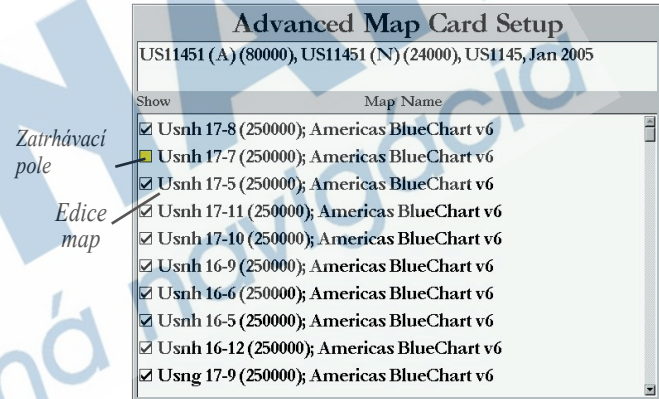 Advanced Map Card Setup
US11451 (A) (80000), US11451 (N) (24000), US1145, Jan 2005
Show Map Name
Usnh 17-8 (250000); Americas BlueChart v6
Zatrhávací pole
Usnh 17-7 (250000); Americas BlueChart v6
Usnh 17-5 (250000); Americas BlueChart v6
Edice map
Usnh 17-11 (250000); Americas BlueChart v6
Usnh 17-10 (250000); Americas BlueChart v6
Usnh 16-9 (250000); Americas BlueChart v6
Usnh 16-6 (250000); Americas BlueChart v6
Usnh 16-5 (250000); Americas BlueChart v6
Usnh 16-12 (250000); Americas BlueChart v6
Usng 17-9 (250000); Americas BlueChart v6
ná navigácia